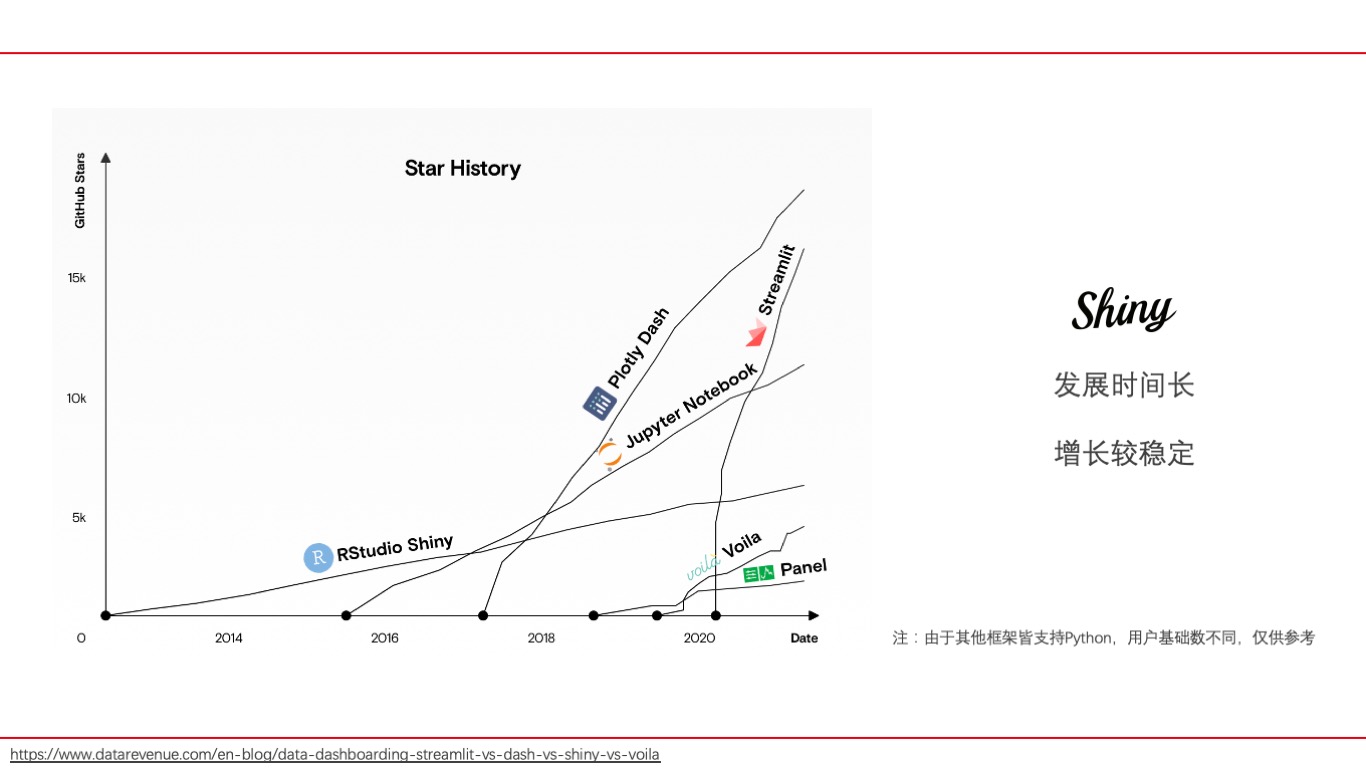 Star History
GitHub Stars
15k
10k
5k
0
2014
2016
2018
2020
Date
Plotly Dash
Streamlit
Jupyter Notebook
R RStudio Shiny
voilà Voila
Panel
Shiny
发展时间长
增长较稳定
注：由于其他框架皆支持Python，用户基础数不同，仅供参考
https://www.datarevenue.com/en-blog/data-dashboarding-streamlit-vs-dash-vs-shiny-vs-voila